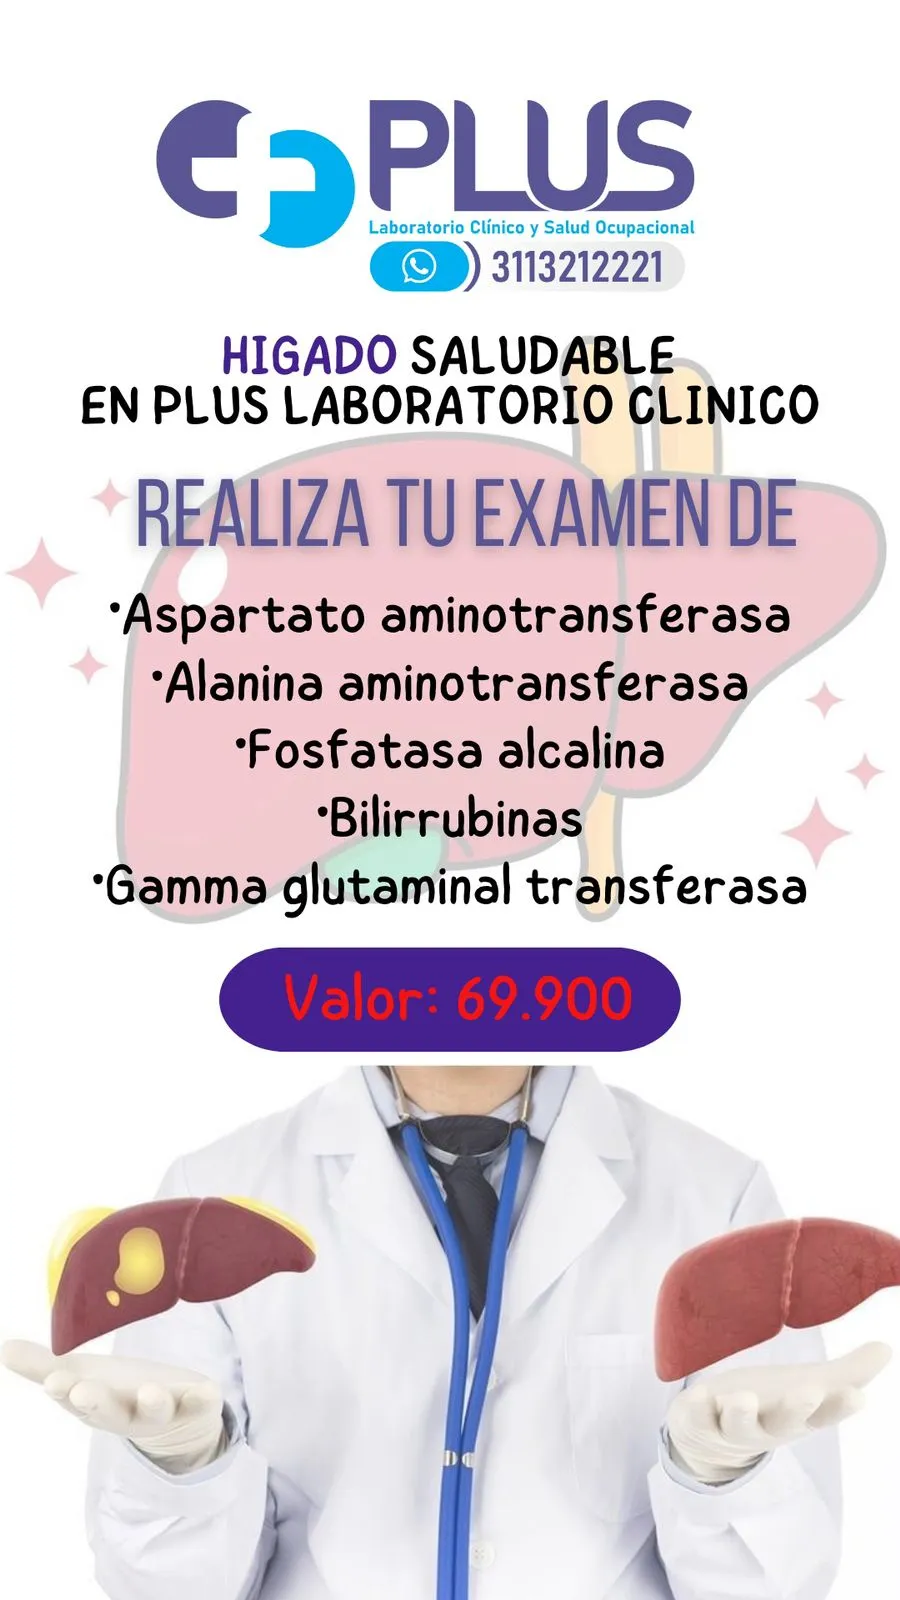 PLUS
Laboratorio Clínico y Salud Ocupacional
3113212221
HIGADO SALUDABLE
EN PLUS LABORATORIO CLINICO
REALIZA TU EXAMEN DE
•Aspartato aminotransferasa
•Alanina aminotransferasa
•Fosfatasa alcalina
•Bilirrubinas
•Gamma glutaminal transferasa
Valor: 69.900